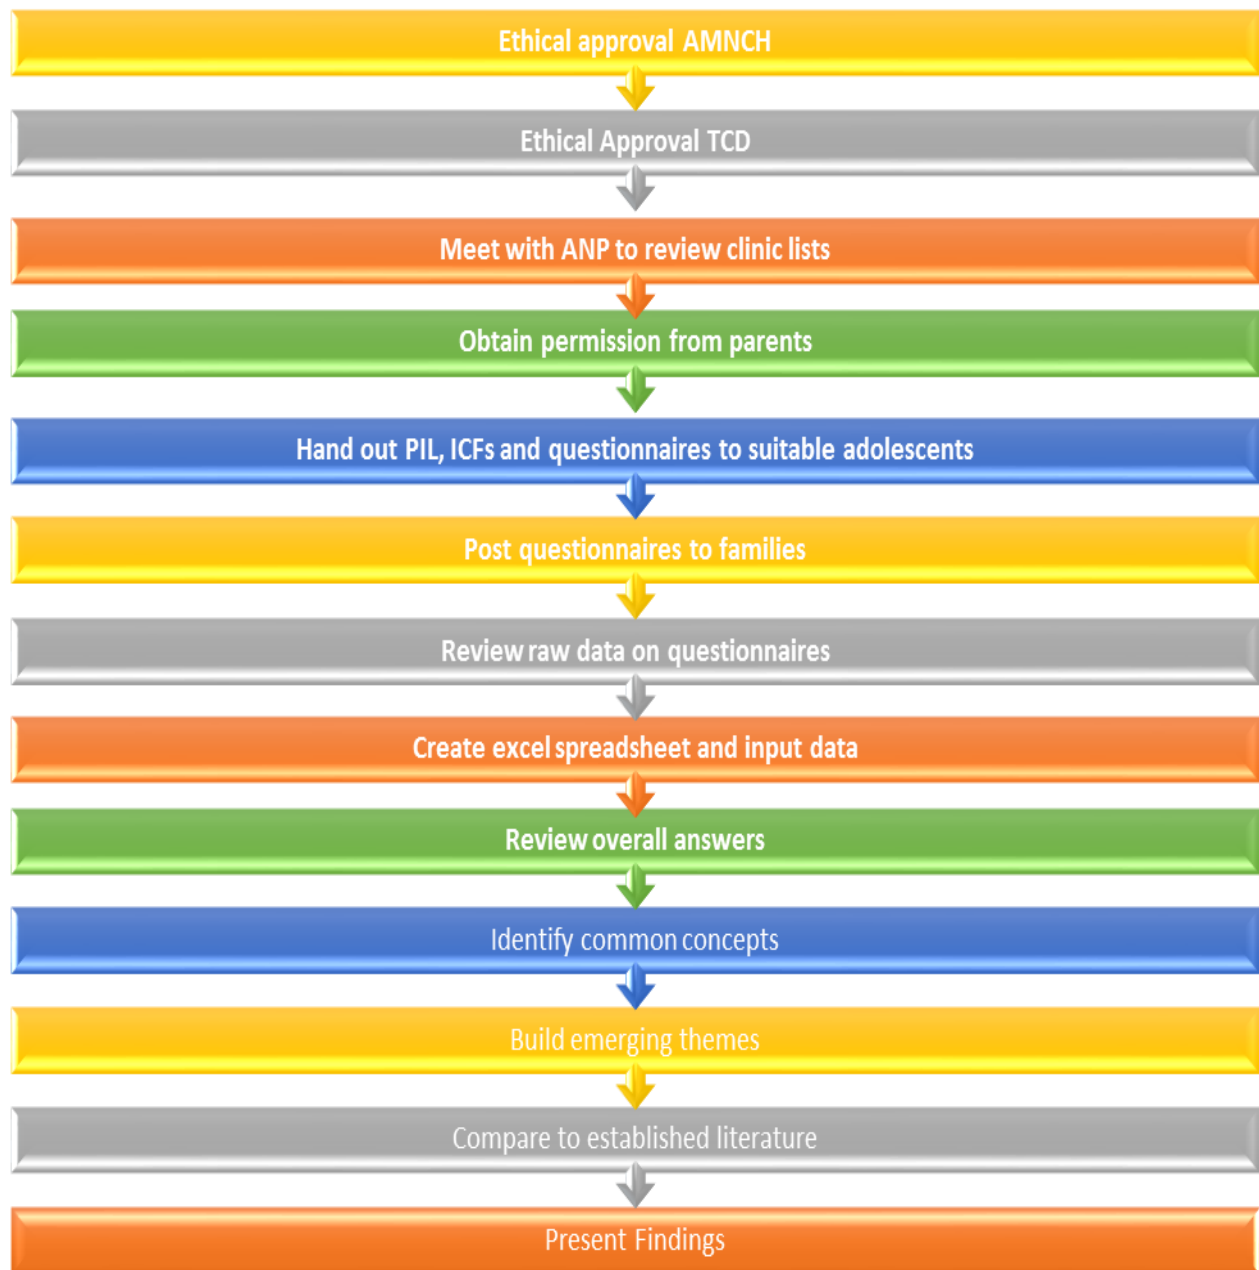 Ethical approval AMNCH
Ethical Approval TCD
Meet with ANP to review clinic lists
Obtain permission from parents
Hand out PIL, ICFs and questionnaires to suitable adolescents
Post questionnaires to families
Review raw data on questionnaires
Create excel spreadsheet and input data
Review overall answers
Identify common concepts
Build emerging themes
Compare to established literature
Present Findings